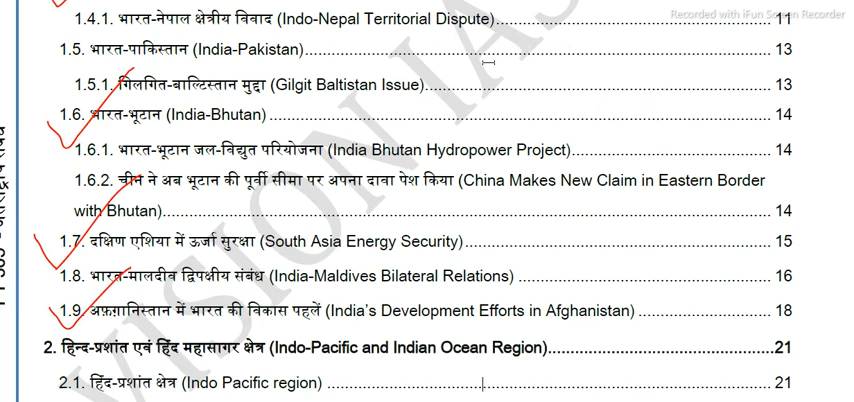 Recorded with iFun Screen Recorder
1.4.1. भारत-नेपाल क्षेत्रीय विवाद (Indo-Nepal Territorial Dispute)............ 11
1.5. भारत-पाकिस्तान (India-Pakistan)............ 13
1.5.1. गिलगित-बाल्टिस्तान मुद्दा (Gilgit Baltistan Issue)............ 13
1.6. भारत-भूटान (India-Bhutan)............ 14
1.6.1. भारत-भूटान जल-विद्युत परियोजना (India Bhutan Hydropower Project)............ 14
1.6.2. चीन ने अब भूटान की पूर्वी सीमा पर अपना दावा पेश किया (China Makes New Claim in Eastern Border
with Bhutan)............ 14
1.7. दक्षिण एशिया में ऊर्जा सुरक्षा (South Asia Energy Security)............ 15
1.8. भारत-मालदीव द्विपक्षीय संबंध (India-Maldives Bilateral Relations)............ 16
1.9. अफ़ग़ानिस्तान में भारत की विकास पहलें (India's Development Efforts in Afghanistan)............ 18
2. हिन्द-प्रशांत एवं हिंद महासागर क्षेत्र (Indo-Pacific and Indian Ocean Region)............21
2.1. हिंद-प्रशांत क्षेत्र (Indo Pacific region) ............ 21
VISION IAS